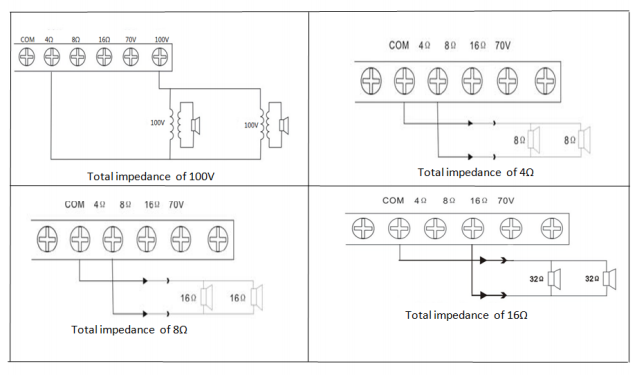 COM 4Ω 8Ω 16Ω 70V 100V
100V 100V
Total impedance of 100V
COM 4Ω 8Ω 16Ω 70V
8Ω 8Ω
Total impedance of 4Ω
COM 4Ω 8Ω 16Ω 70V
16Ω 16Ω
Total impedance of 8Ω
COM 4Ω 8Ω 16Ω 70V
32Ω 32Ω
Total impedance of 16Ω